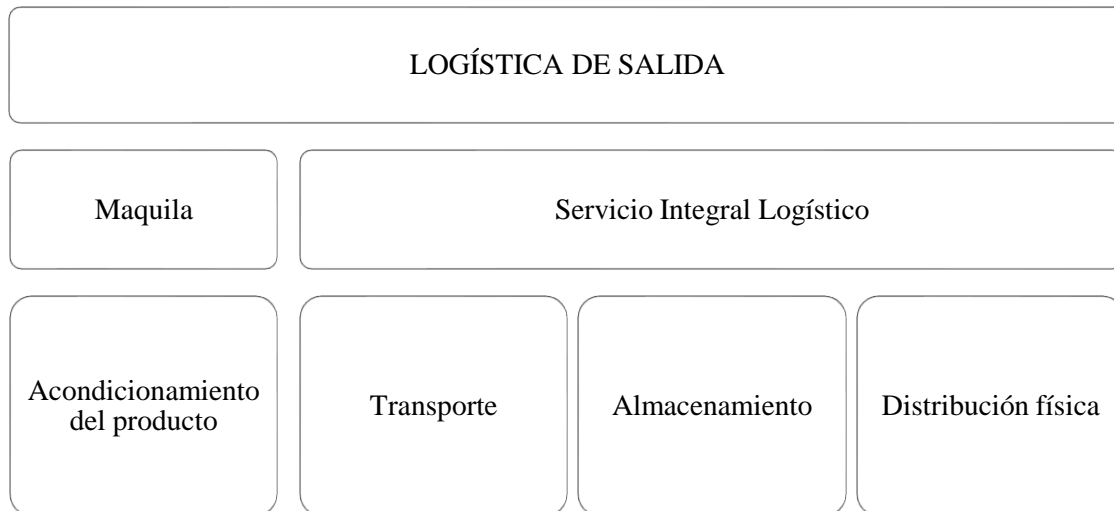 LOGÍSTICA DE SALIDA
Maquila
Servicio Integral Logístico
Acondicionamiento
del producto
Transporte
Almacenamiento
Distribución física